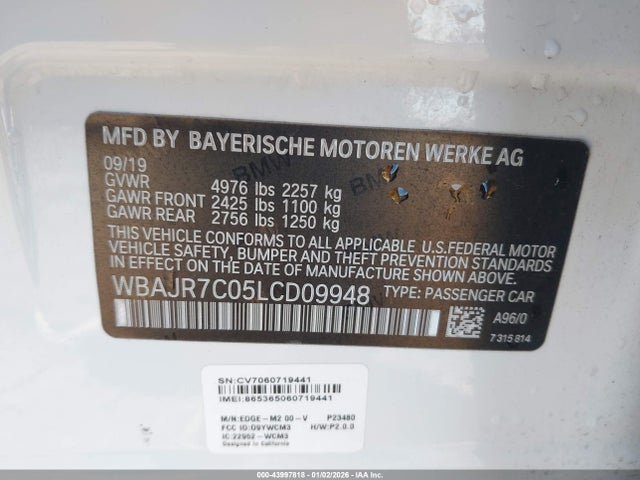 MFD BY BAYERISCHE MOTOREN WERKE AG
09/19
GVWR 4976 lbs 2257 kg
GAWR FRONT 2425 lbs 1100 kg
GAWR REAR 2756 lbs 1250 kg
THIS VEHICLE CONFORMS TO ALL APPLICABLE U.S.FEDERAL MOTOR
VEHICLE SAFETY, BUMPER AND THEFT PREVENTION STANDARDS
IN EFFECT ON THE DATE OF MANUFACTURE SHOWN ABOVE.
WBAJR7C05LCD09948 TYPE: PASSENGER CAR
A96/0
7 315 814
SN:CV7060719441
IMEI:865365060719441
M/N:EDGE-M2 00-V P23480
FCC ID:O9YWCM3 H/W:P2.0.0
IC:22952-WCM3
Designed in California
000-43997818 - 01/02/2026 - IAA Canada